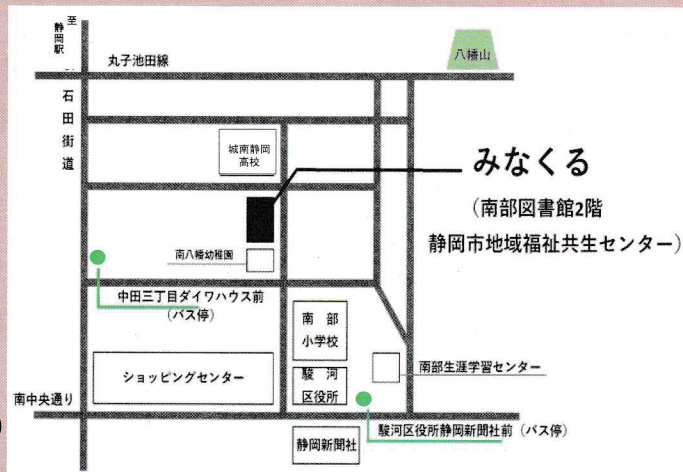 至
静岡駅
丸子池田線
八幡山
石田街道
城南静岡
高校
みなくる
(南部図書館2階
静岡市地域福祉共生センター)
南八幡幼稚園
中田三丁目ダイワハウス前
(バス停)
南部
小学校
ショッピングセンター
駿河
区役所
南部生涯学習センター
南中央通り
駿河区役所静岡新聞社前(バス停)
静岡新聞社
)